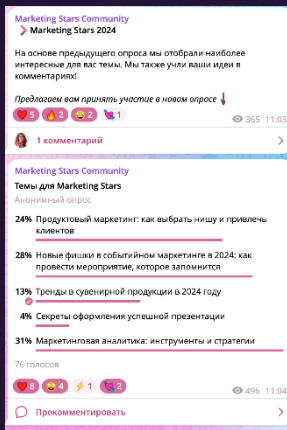 Marketing Stars Community
Marketing Stars 2024
На основе предыдущего опроса мы отобрали наиболее
интересные для вас темы. Мы также учли ваши идеи в
комментариях!
Предлагаем вам принять участие в новом опросе
5 2 2 1
365 11:03
1 комментарий
Marketing Stars Community
Темы для Marketing Stars
Анонимный опрос
24% Продуктовый маркетинг: как выбрать нишу и привлечь
клиентов
28% Новые фишки в событийном маркетинге в 2024: как
провести мероприятие, которое запомнится
13% Тренды в сувенирной продукции в 2024 году
4% Секреты оформления успешной презентации
31% Маркетинговая аналитика: инструменты и стратегии
76 голосов
8 4 1 2
496 11:04
Прокомментировать